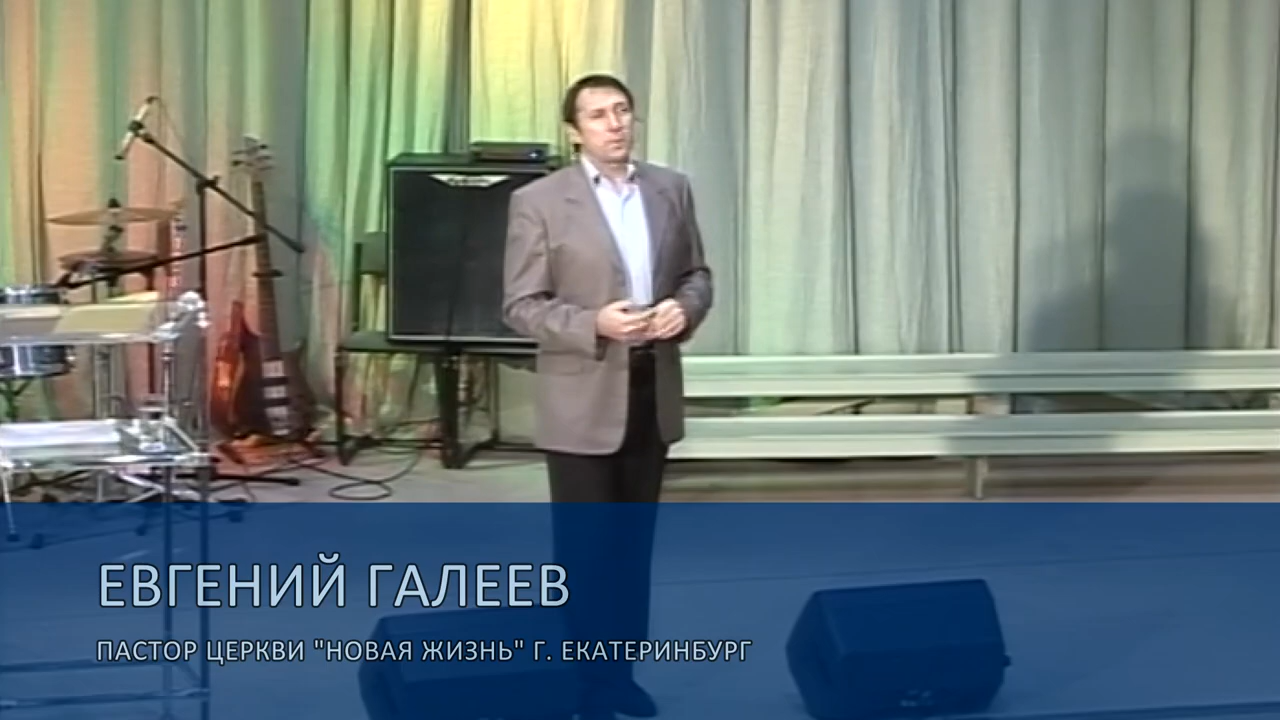 ЕВГЕНИЙ ГАЛЕЕВ
ПАСТОР ЦЕРКВИ "НОВАЯ ЖИЗНЬ" Г. ЕКАТЕРИНБУРГ